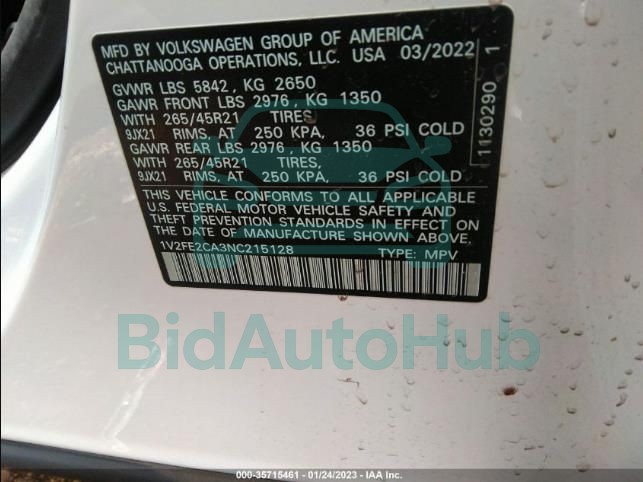 MFD BY VOLKSWAGEN GROUP OF AMERICA
CHATTANOOGA OPERATIONS, LLC. USA 03/2022
GVWR LBS 5842 , KG 2650
GAWR FRONT LBS 2976 , KG 1350
WITH 265/45R21 TIRES,
9JX21 RIMS, AT 250 KPA, 36 PSI COLD
GAWR REAR LBS 2976 , KG 1350
WITH 265/45R21 TIRES,
9JX21 RIMS, AT 250 KPA, 36 PSI COLD
THIS VEHICLE CONFORMS TO ALL APPLICABLE
U.S. FEDERAL MOTOR VEHICLE SAFETY AND
THEFT PREVENTION STANDARDS IN EFFECT ON
THE DATE OF MANUFACTURE SHOWN ABOVE.
1V2FE2CA3NC215128 TYPE: MPV
1130290 1
BidAutoHub
000-35715461 - 01/24/2023 - IAA Inc.